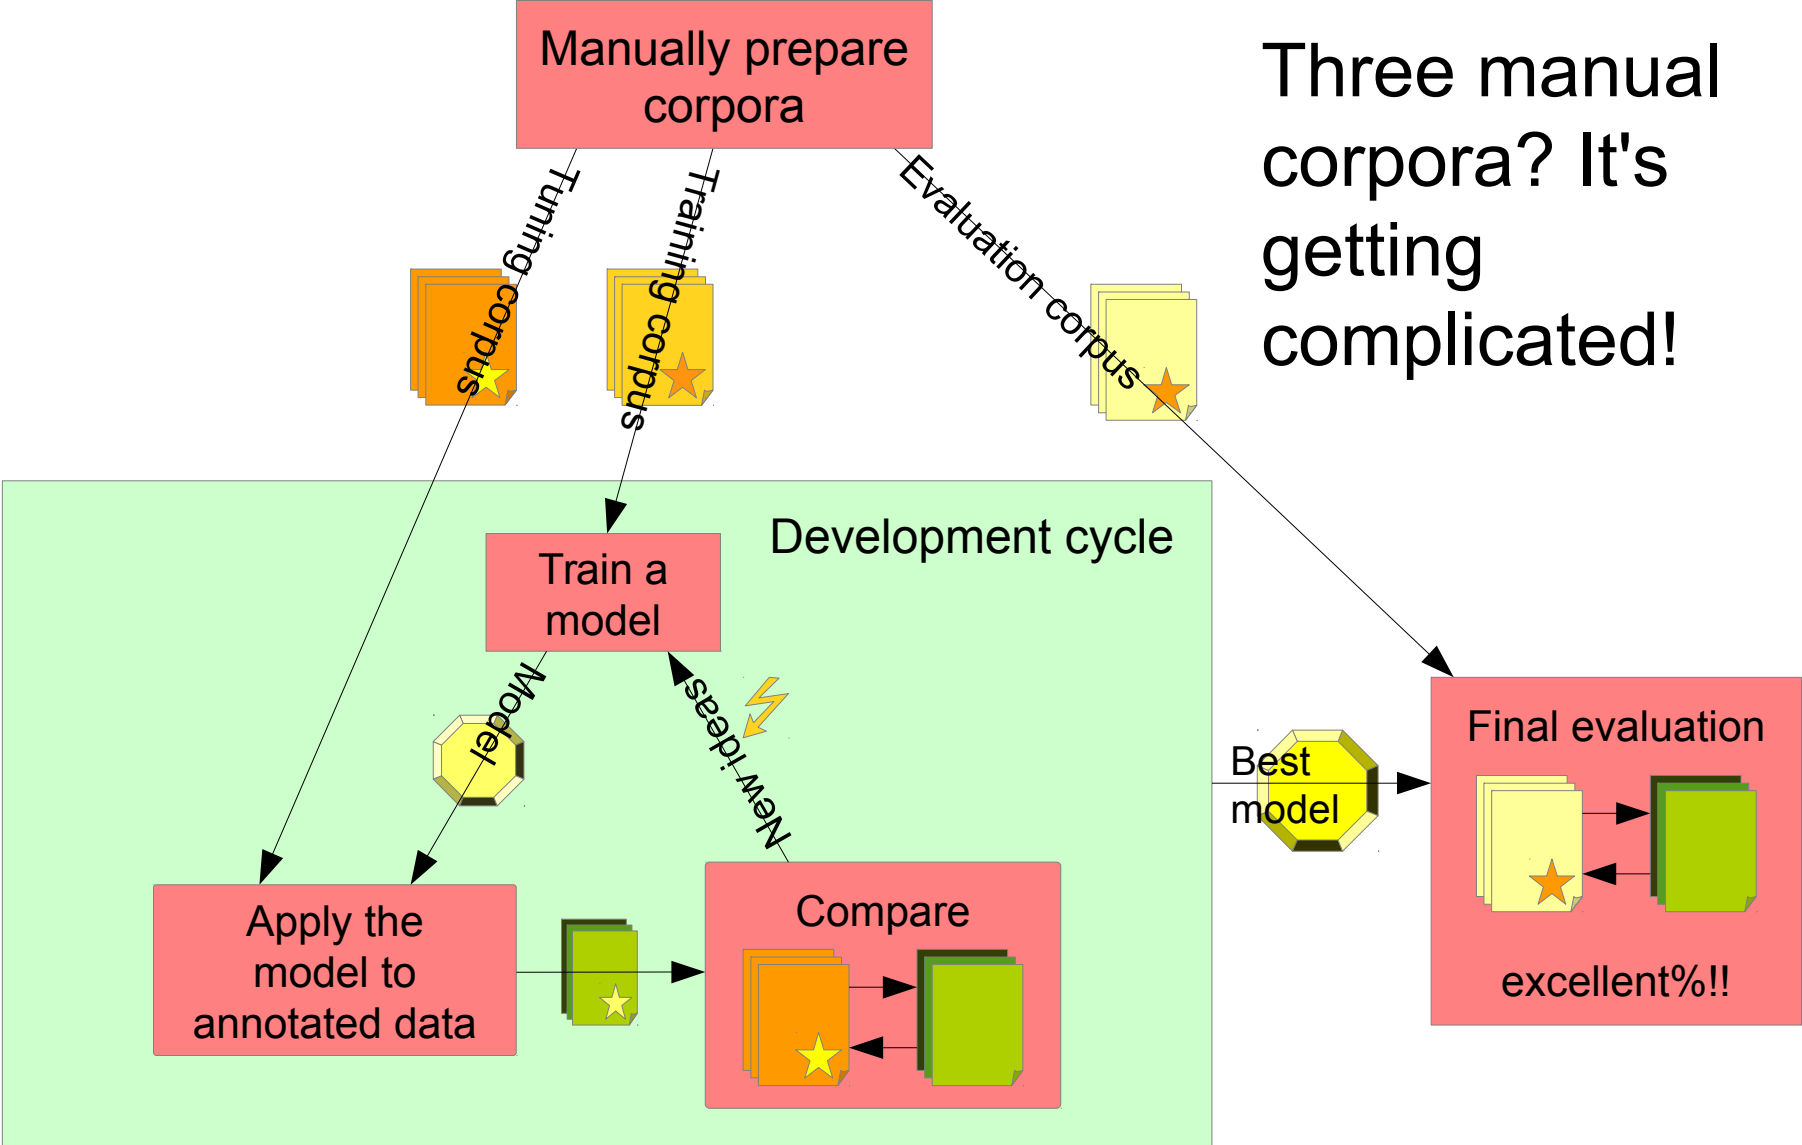 Manually prepare
corpora
Three manual
corpora? It's
getting
complicated!
Tuning corpus
Training corpus
Evaluation corpus
Development cycle
Train a
model
Model
New ideas
Best
model
Final evaluation
excellent%!!
Apply the
model to
annotated data
Compare